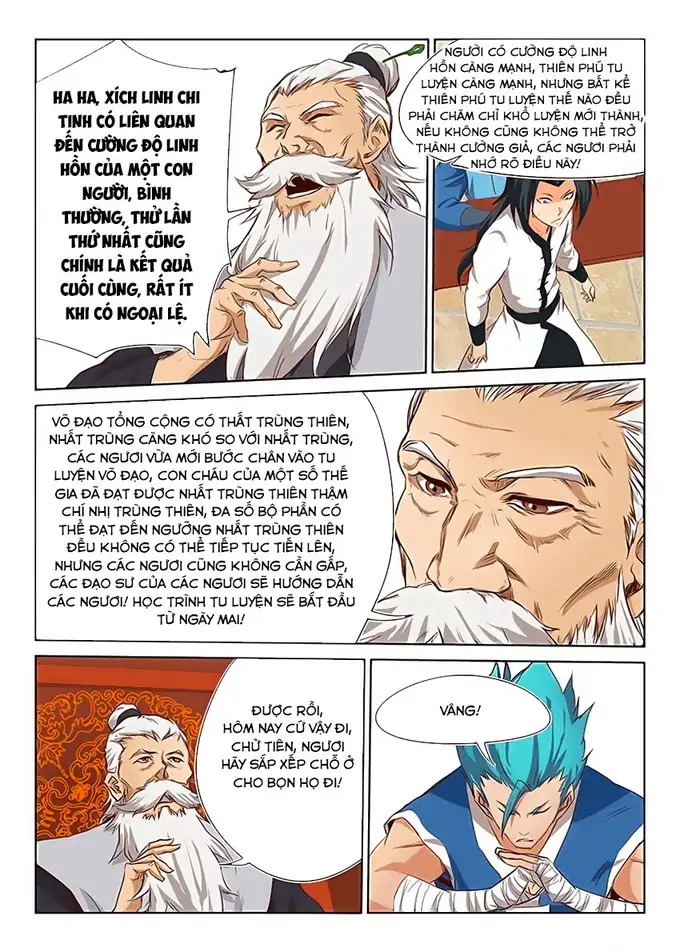 HA HA, XÍCH LINH CHI
TINH CÓ LIÊN QUAN
ĐẾN CƯỜNG ĐỘ LINH
HỒN CỦA MỘT CON
NGƯỜI, BÌNH
THƯỜNG, THỬ LẦN
THỨ NHẤT CŨNG
CHÍNH LÀ KẾT QUẢ
CUỐI CÙNG, RẤT ÍT
KHI CÓ NGOẠI LỆ.
NGƯỜI CÓ CƯỜNG ĐỘ LINH
HỒN CÀNG MẠNH, THIÊN PHÚ TU
LUYỆN CÀNG MẠNH, NHƯNG BẤT KỂ
THIÊN PHÚ TU LUYỆN THẾ NÀO ĐỀU
PHẢI CHĂM CHỈ KHỔ LUYỆN MỚI THÀNH,
NẾU KHÔNG CŨNG KHÔNG THỂ TRỞ
THÀNH CƯỜNG GIẢ, CÁC NGƯƠI PHẢI
NHỚ RÕ ĐIỀU NÀY!
VÕ ĐẠO TỔNG CỘNG CÓ THẤT TRÙNG THIÊN,
NHẤT TRÙNG CÀNG KHÓ SO VỚI NHẤT TRÙNG,
CÁC NGƯƠI VỪA MỚI BƯỚC CHÂN VÀO TU
LUYỆN VÕ ĐẠO, CON CHÁU CỦA MỘT SỐ THẾ
GIA ĐÃ ĐẠT ĐƯỢC NHẤT TRÙNG THIÊN THẬM
CHÍ NHỊ TRÙNG THIÊN, ĐA SỐ BỘ PHẬN CÓ
THỂ ĐẠT ĐẾN NGƯỠNG NHẤT TRÙNG THIÊN
ĐỀU KHÔNG CÓ THỂ TIẾP TỤC TIẾN LÊN,
NHƯNG CÁC NGƯƠI CŨNG KHÔNG CẦN GẤP,
CÁC ĐẠO SƯ CỦA CÁC NGƯƠI SẼ HƯỚNG DẪN
CÁC NGƯƠI! HỌC TRÌNH TU LUYỆN SẼ BẮT ĐẦU
TỪ NGÀY MAI!
ĐƯỢC RỒI,
HÔM NAY CỨ VẬY ĐI,
CHỬ TIÊN, NGƯƠI
HÃY SẮP XẾP CHỖ Ở
CHO BỌN HỌ ĐI!
VÂNG!